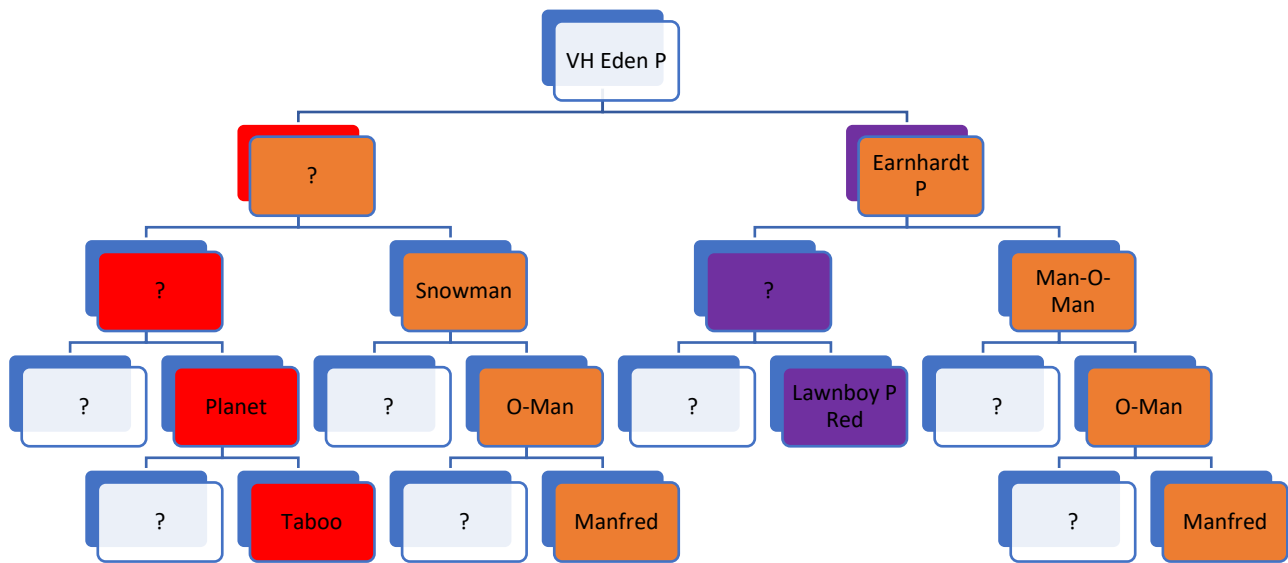 VH Eden P
?
Earnhardt
P
?
Snowman
?
Man-O-
Man
?
Planet
?
O-Man
?
Lawnboy P
Red
?
O-Man
?
Taboo
?
Manfred
?
Manfred